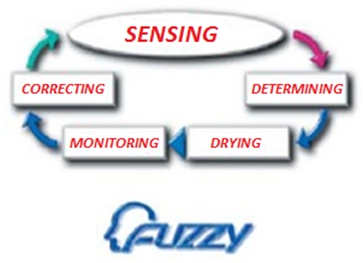 SENSING
CORRECTING
DETERMINING
MONITORING
DRYING
FUZZY